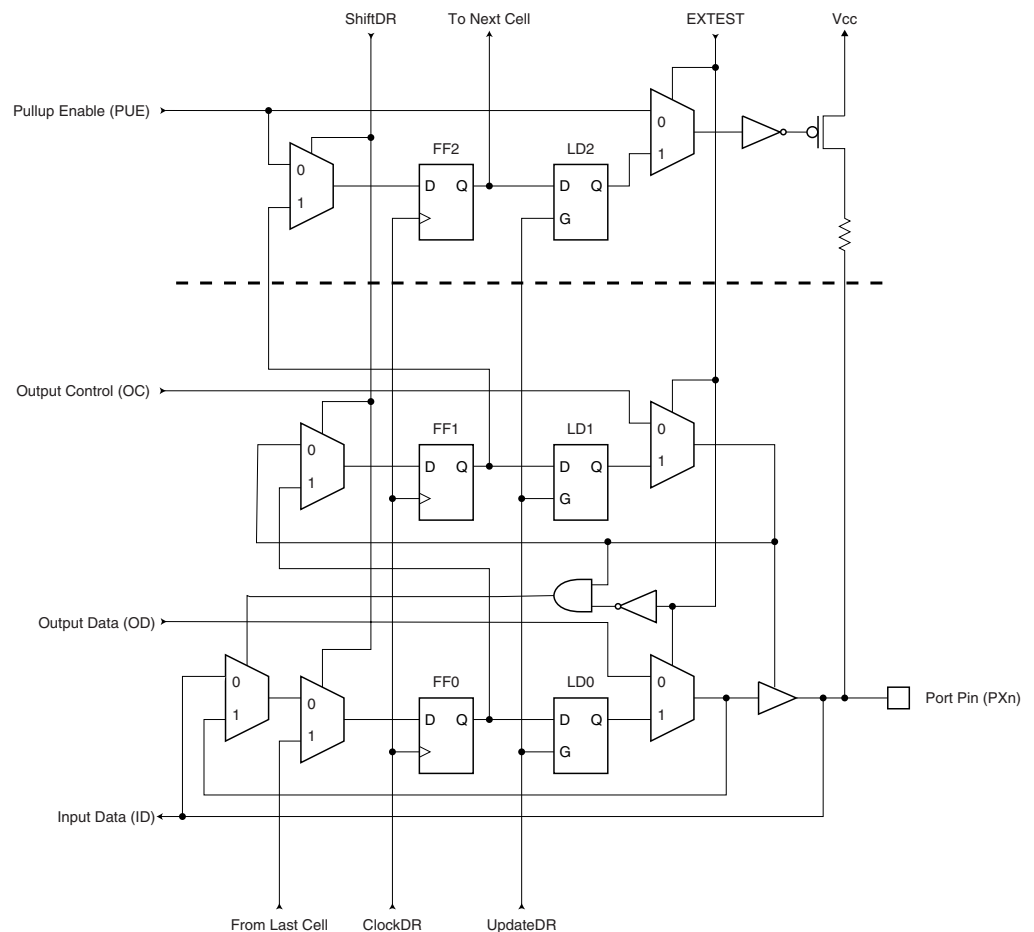 ShiftDR To Next Cell EXTEST Vcc
Pullup Enable (PUE)
0
1
FF2
D Q
LD2
D Q
G
0
1
Output Control (OC)
0
1
FF1
D Q
LD1
D Q
G
0
1
Output Data (OD)
0
1
0
1
FF0
D Q
LD0
D Q
G
0
1
Port Pin (PXn)
Input Data (ID)
From Last Cell ClockDR UpdateDR